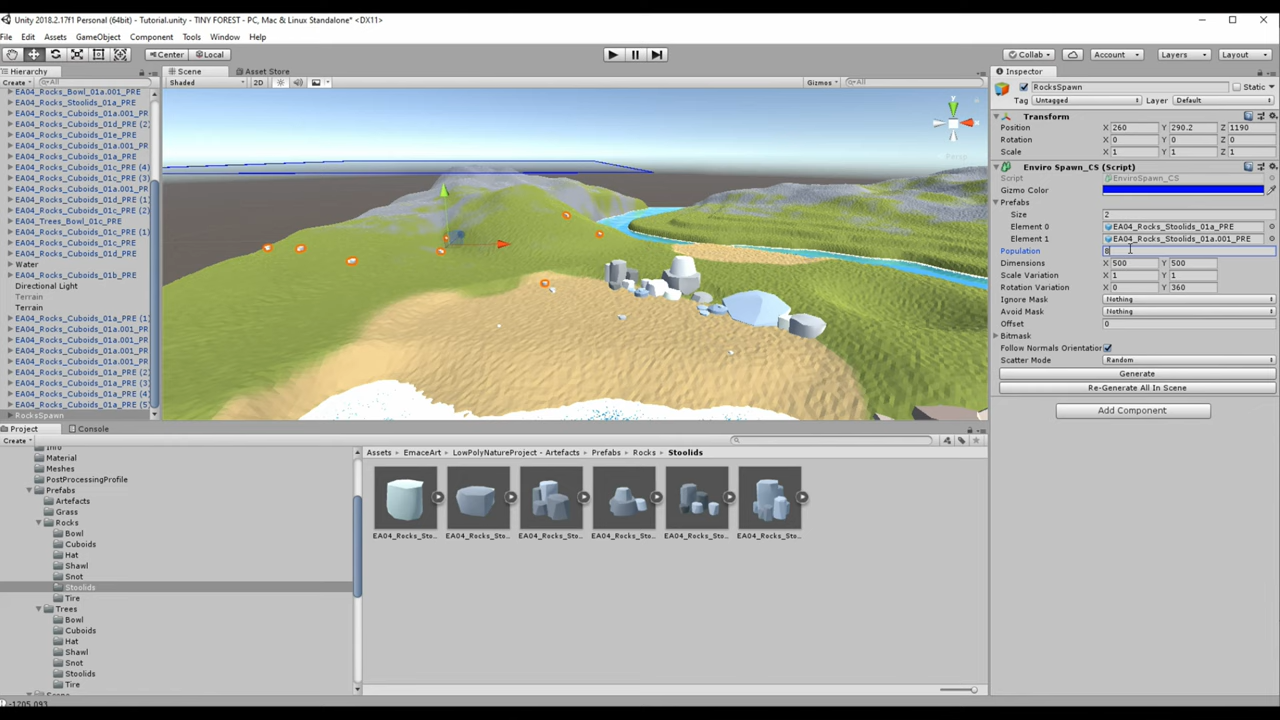 Unity 2018.2.17f1 Personal (64bit) - Tutorial.unity - TINY FOREST - PC, Mac & Linux Standalone* <DX11>
File Edit Assets GameObject Component Tools Window Help
Center Local Collab Account Layers Layout
Hierarchy
Create All
EA04_Rocks_Bowl_01a.001_PRE
EA04_Rocks_Stoolids_01a_PRE
EA04_Rocks_Cuboids_01a.001_PR
EA04_Rocks_Cuboids_01d_PRE (2)
EA04_Rocks_Cuboids_01e_PRE
EA04_Rocks_Cuboids_01a.001_PR
EA04_Rocks_Cuboids_01a_PRE
EA04_Rocks_Cuboids_01c_PRE (4)
EA04_Rocks_Cuboids_01c_PRE (3)
EA04_Rocks_Cuboids_01a.001_PR
EA04_Rocks_Cuboids_01d_PRE (1)
EA04_Rocks_Cuboids_01c_PRE (2)
EA04_Trees_Bowl_01c_PRE
EA04_Rocks_Cuboids_01c_PRE (1)
EA04_Rocks_Cuboids_01c_PRE
EA04_Rocks_Cuboids_01d_PRE
Water
Directional Light
Terrain
Terrain
EA04_Rocks_Cuboids_01a_PRE (1)
EA04_Rocks_Cuboids_01a.001_PR
EA04_Rocks_Cuboids_01a.001_PR
EA04_Rocks_Cuboids_01a.001_PR
EA04_Rocks_Cuboids_01a.001_PR
EA04_Rocks_Cuboids_01a_PRE (2)
EA04_Rocks_Cuboids_01a_PRE (3)
EA04_Rocks_Cuboids_01a_PRE (4)
EA04_Rocks_Cuboids_01a_PRE (5)
RocksSpawn
Scene Asset Store
Shaded 2D Gizmos All
y
Persp
Inspector
RocksSpawn Static
Tag Untagged Layer Default
Transform
Position X 260 Y 290.2 Z 1190
Rotation X 0 Y 0 Z 0
Scale X 1 Y 1 Z 1
Enviro Spawn_CS (Script)
Script EnviroSpawn_CS
Gizmo Color
Prefabs
Size 2
Element 0 EA04_Rocks_Stoolids_01a_PRE
Element 1 EA04_Rocks_Stoolids_01a.001_PRE
Population 8
Dimensions X 500 Y 500
Scale Variation X 1 Y 1
Rotation Variation X 0 Y 360
Ignore Mask Nothing
Avoid Mask Nothing
Offset 0
Bitmask
Follow Normals Orientation
Scatter Mode Random
Generate
Re-Generate All In Scene
Add Component
Project Console
Create
Info
Material
Meshes
PostProcessingProfile
Prefabs
Artefacts
Grass
Rocks
Bowl
Cuboids
Hat
Shawl
Snot
Stoolids
Tire
Trees
Bowl
Cuboids
Hat
Shawl
Snot
Stoolids
Tire
Assets EmaceArt LowPolyNatureProject - Artefacts Prefabs Rocks Stoolids
EA04_Rocks_Sto... EA04_Rocks_Sto... EA04_Rocks_Sto... EA04_Rocks_Sto... EA04_Rocks_Sto... EA04_Rocks_Sto...
-1205.093